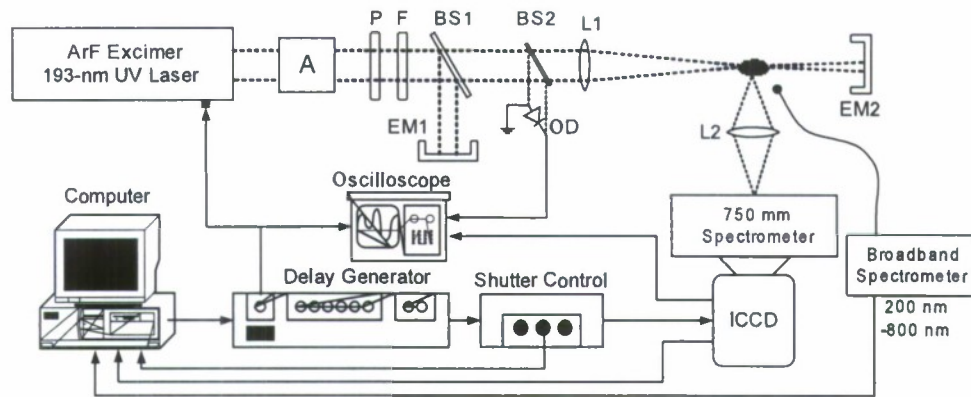 P F BS1 BS2 L1
ArF Excimer
193-nm UV Laser
A
EM1
OD
EM2
L2
Computer
Oscilloscope
750 mm
Spectrometer
Delay Generator
Shutter Control
ICCD
Broadband
Spectrometer
200 nm
-800 nm